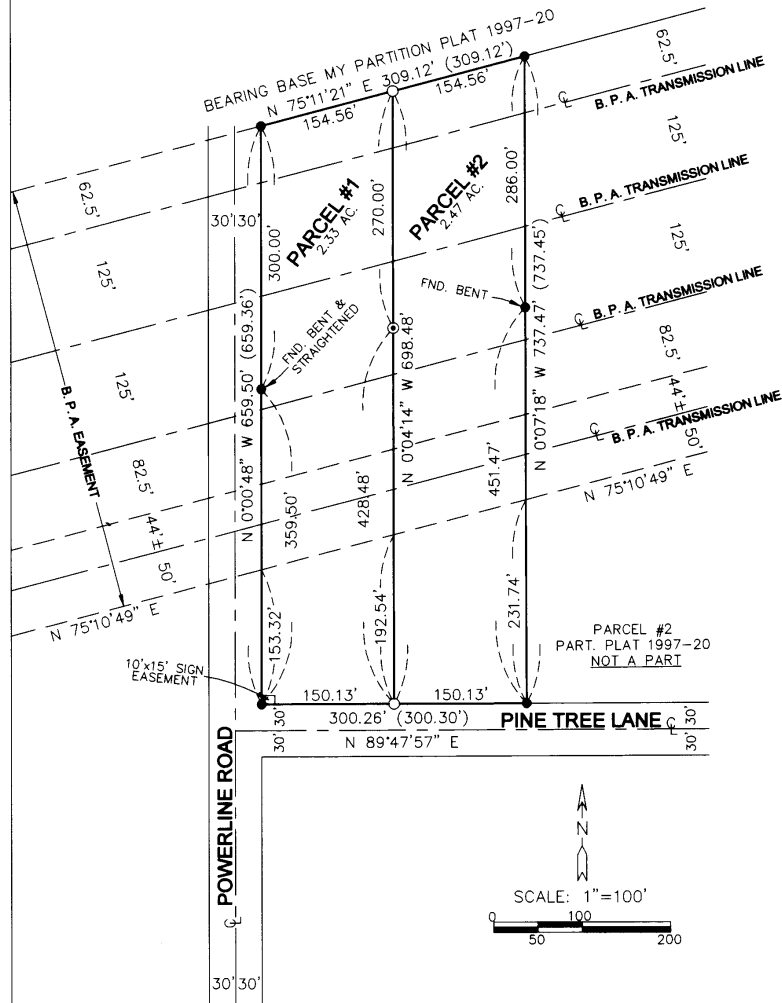 BEARING BASE MY PARTITION PLAT 1997-20
N 75°11'21" E 309.12' (309.12')
154.56'
154.56'
62.5'
℄ B. P. A. TRANSMISSION LINE
125'
℄ B. P. A. TRANSMISSION LINE
125'
℄ B. P. A. TRANSMISSION LINE
82.5'
44'±
50'
℄ B. P. A. TRANSMISSION LINE
N 75°10'49" E
62.5'
125'
125'
82.5'
44'±
50'
B. P. A. EASEMENT
N 75°10'49" E
30' 30'
300.00'
PARCEL #1
2.33 AC.
270.00'
PARCEL #2
2.47 AC.
286.00'
FND. BENT
FND. BENT &
STRAIGHTENED
N 0°00'48" W 659.50' (659.36')
N 0°04'14" W 698.48'
N 0°07'18" W 737.47' (737.45')
359.50'
428.48'
451.47'
153.32'
192.54'
231.74'
10'x15' SIGN
EASEMENT
PARCEL #2
PART. PLAT 1997-20
NOT A PART
150.13'
150.13'
300.26' (300.30')
PINE TREE LANE ℄
30'
30'
30'
30'
N 89°47'57" E
POWERLINE ROAD
℄
30' 30'
N
SCALE: 1"=100'
0
100
50
200